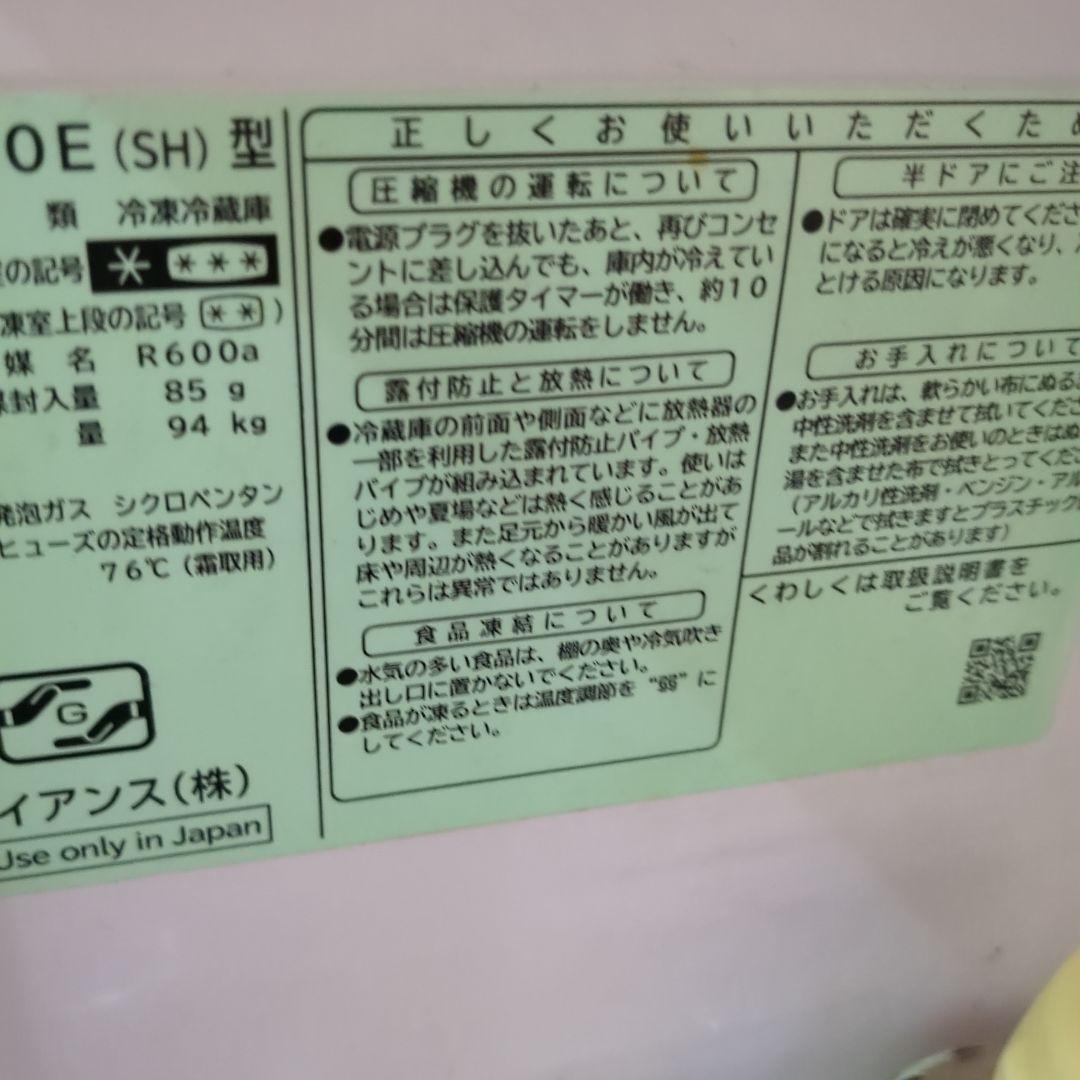 0E(SH)型
類 冷凍冷蔵庫
の記号 * ***
凍室上段の記号 ** )
媒名 R600a
封入量 85 g
量 94 kg
発泡ガス シクロペンタン
ヒューズの定格動作温度
76℃(霜取用)
G
イアンス(株)
Use only in Japan
正しくお使いいただくため
圧縮機の運転について
●電源プラグを抜いたあと、再びコンセ
ントに差し込んでも、庫内が冷えてい
る場合は保護タイマーが働き、約10
分間は圧縮機の運転をしません。
露付防止と放熱について
●冷蔵庫の前面や側面などに放熱器の
一部を利用した露付防止パイプ・放熱
パイプが組み込まれています。使いは
じめや夏場などは熱く感じることがあ
ります。また足元から暖かい風が出て
床や周辺が熱くなることがありますが
これらは異常ではありません。
食品凍結について
●水気の多い食品は、棚の奥や冷気吹き
出し口に置かないでください。
●食品が凍るときは温度調節を“弱”に
してください。
半ドアにご注
●ドアは確実に閉めてくださ
になると冷えが悪くなり、
とける原因になります。
お手入れについて
●お手入れは、軟らかい布にぬる
中性洗剤を含ませて拭いてくださ
また中性洗剤をお使いのときはぬ
湯を含ませた布で拭きとってくださ
(アルカリ性洗剤・ベンジン・アル
ールなどで拭きますとプラスチック
品が割れることがあります)
くわしくは取扱説明書を
ご覧ください。